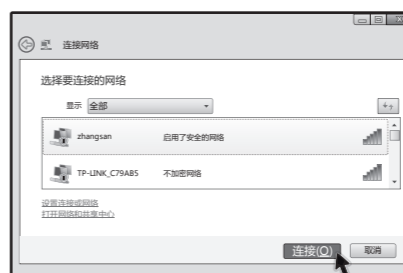 连接网络
选择要连接的网络
显示 全部
zhangsan 启用了安全的网络
TP-LINK_C79AB5 不加密网络
设置连接或网络
打开网络和共享中心
连接(O) 取消